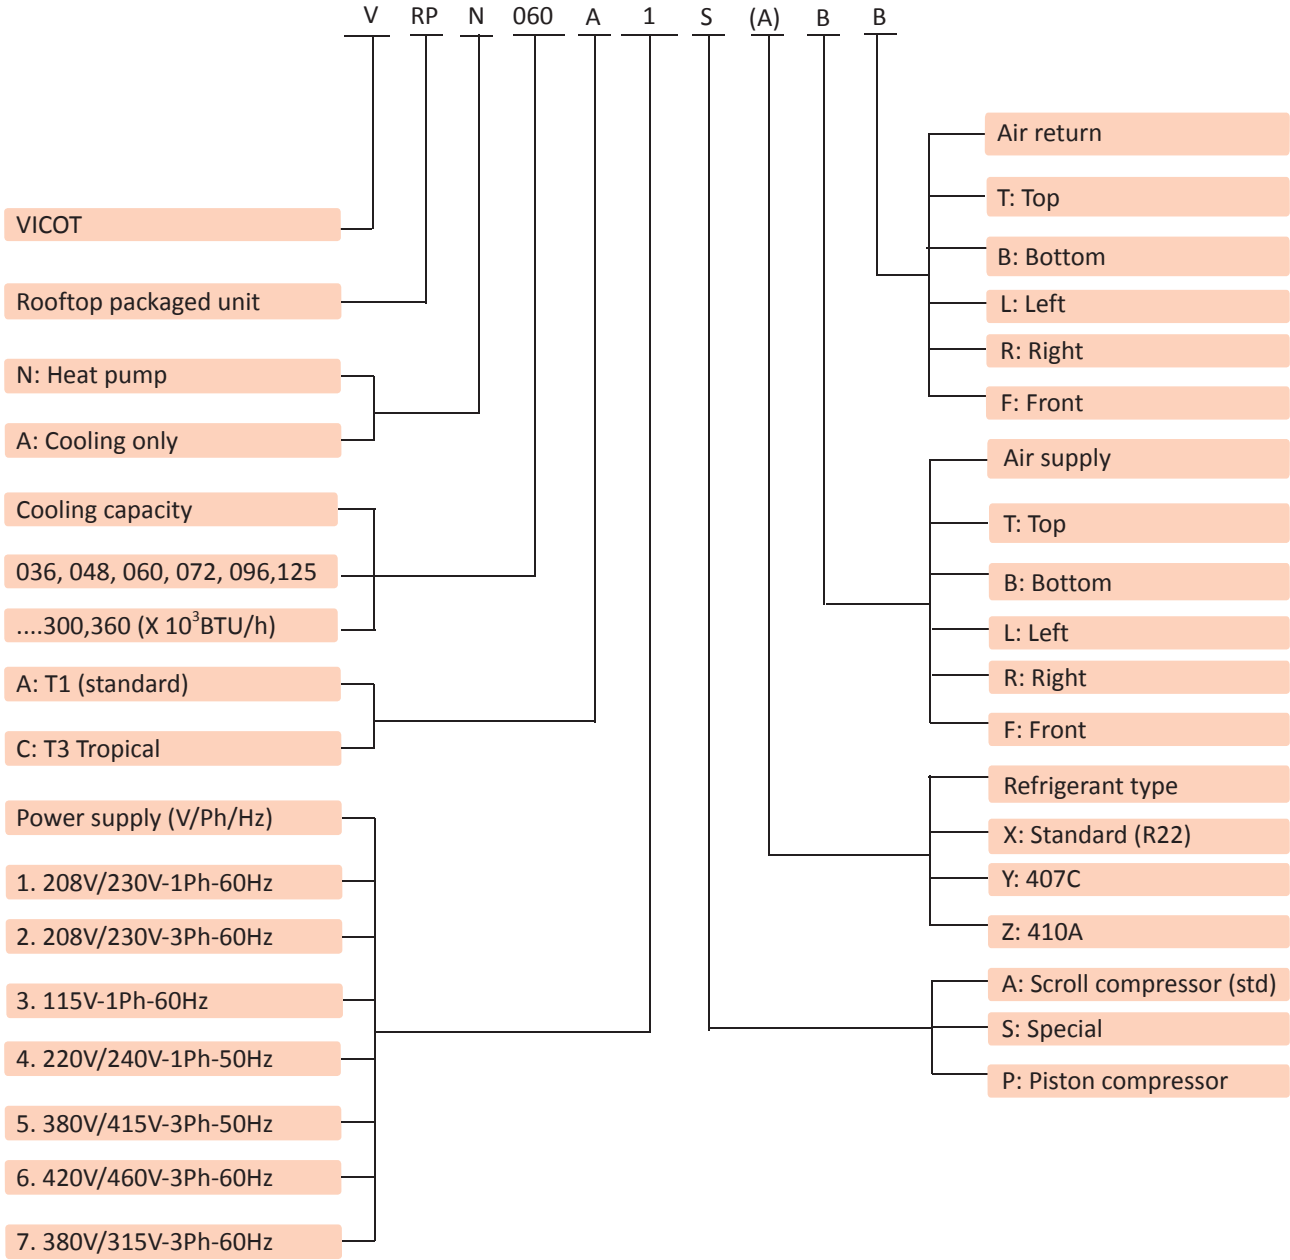 V RP N 060 A 1 S (A) B B
VICOT
Rooftop packaged unit
N: Heat pump
A: Cooling only
Cooling capacity
036, 048, 060, 072, 096,125
....300,360 (X 10³BTU/h)
A: T1 (standard)
C: T3 Tropical
Power supply (V/Ph/Hz)
1. 208V/230V-1Ph-60Hz
2. 208V/230V-3Ph-60Hz
3. 115V-1Ph-60Hz
4. 220V/240V-1Ph-50Hz
5. 380V/415V-3Ph-50Hz
6. 420V/460V-3Ph-60Hz
7. 380V/315V-3Ph-60Hz
Air return
T: Top
B: Bottom
L: Left
R: Right
F: Front
Air supply
T: Top
B: Bottom
L: Left
R: Right
F: Front
Refrigerant type
X: Standard (R22)
Y: 407C
Z: 410A
A: Scroll compressor (std)
S: Special
P: Piston compressor